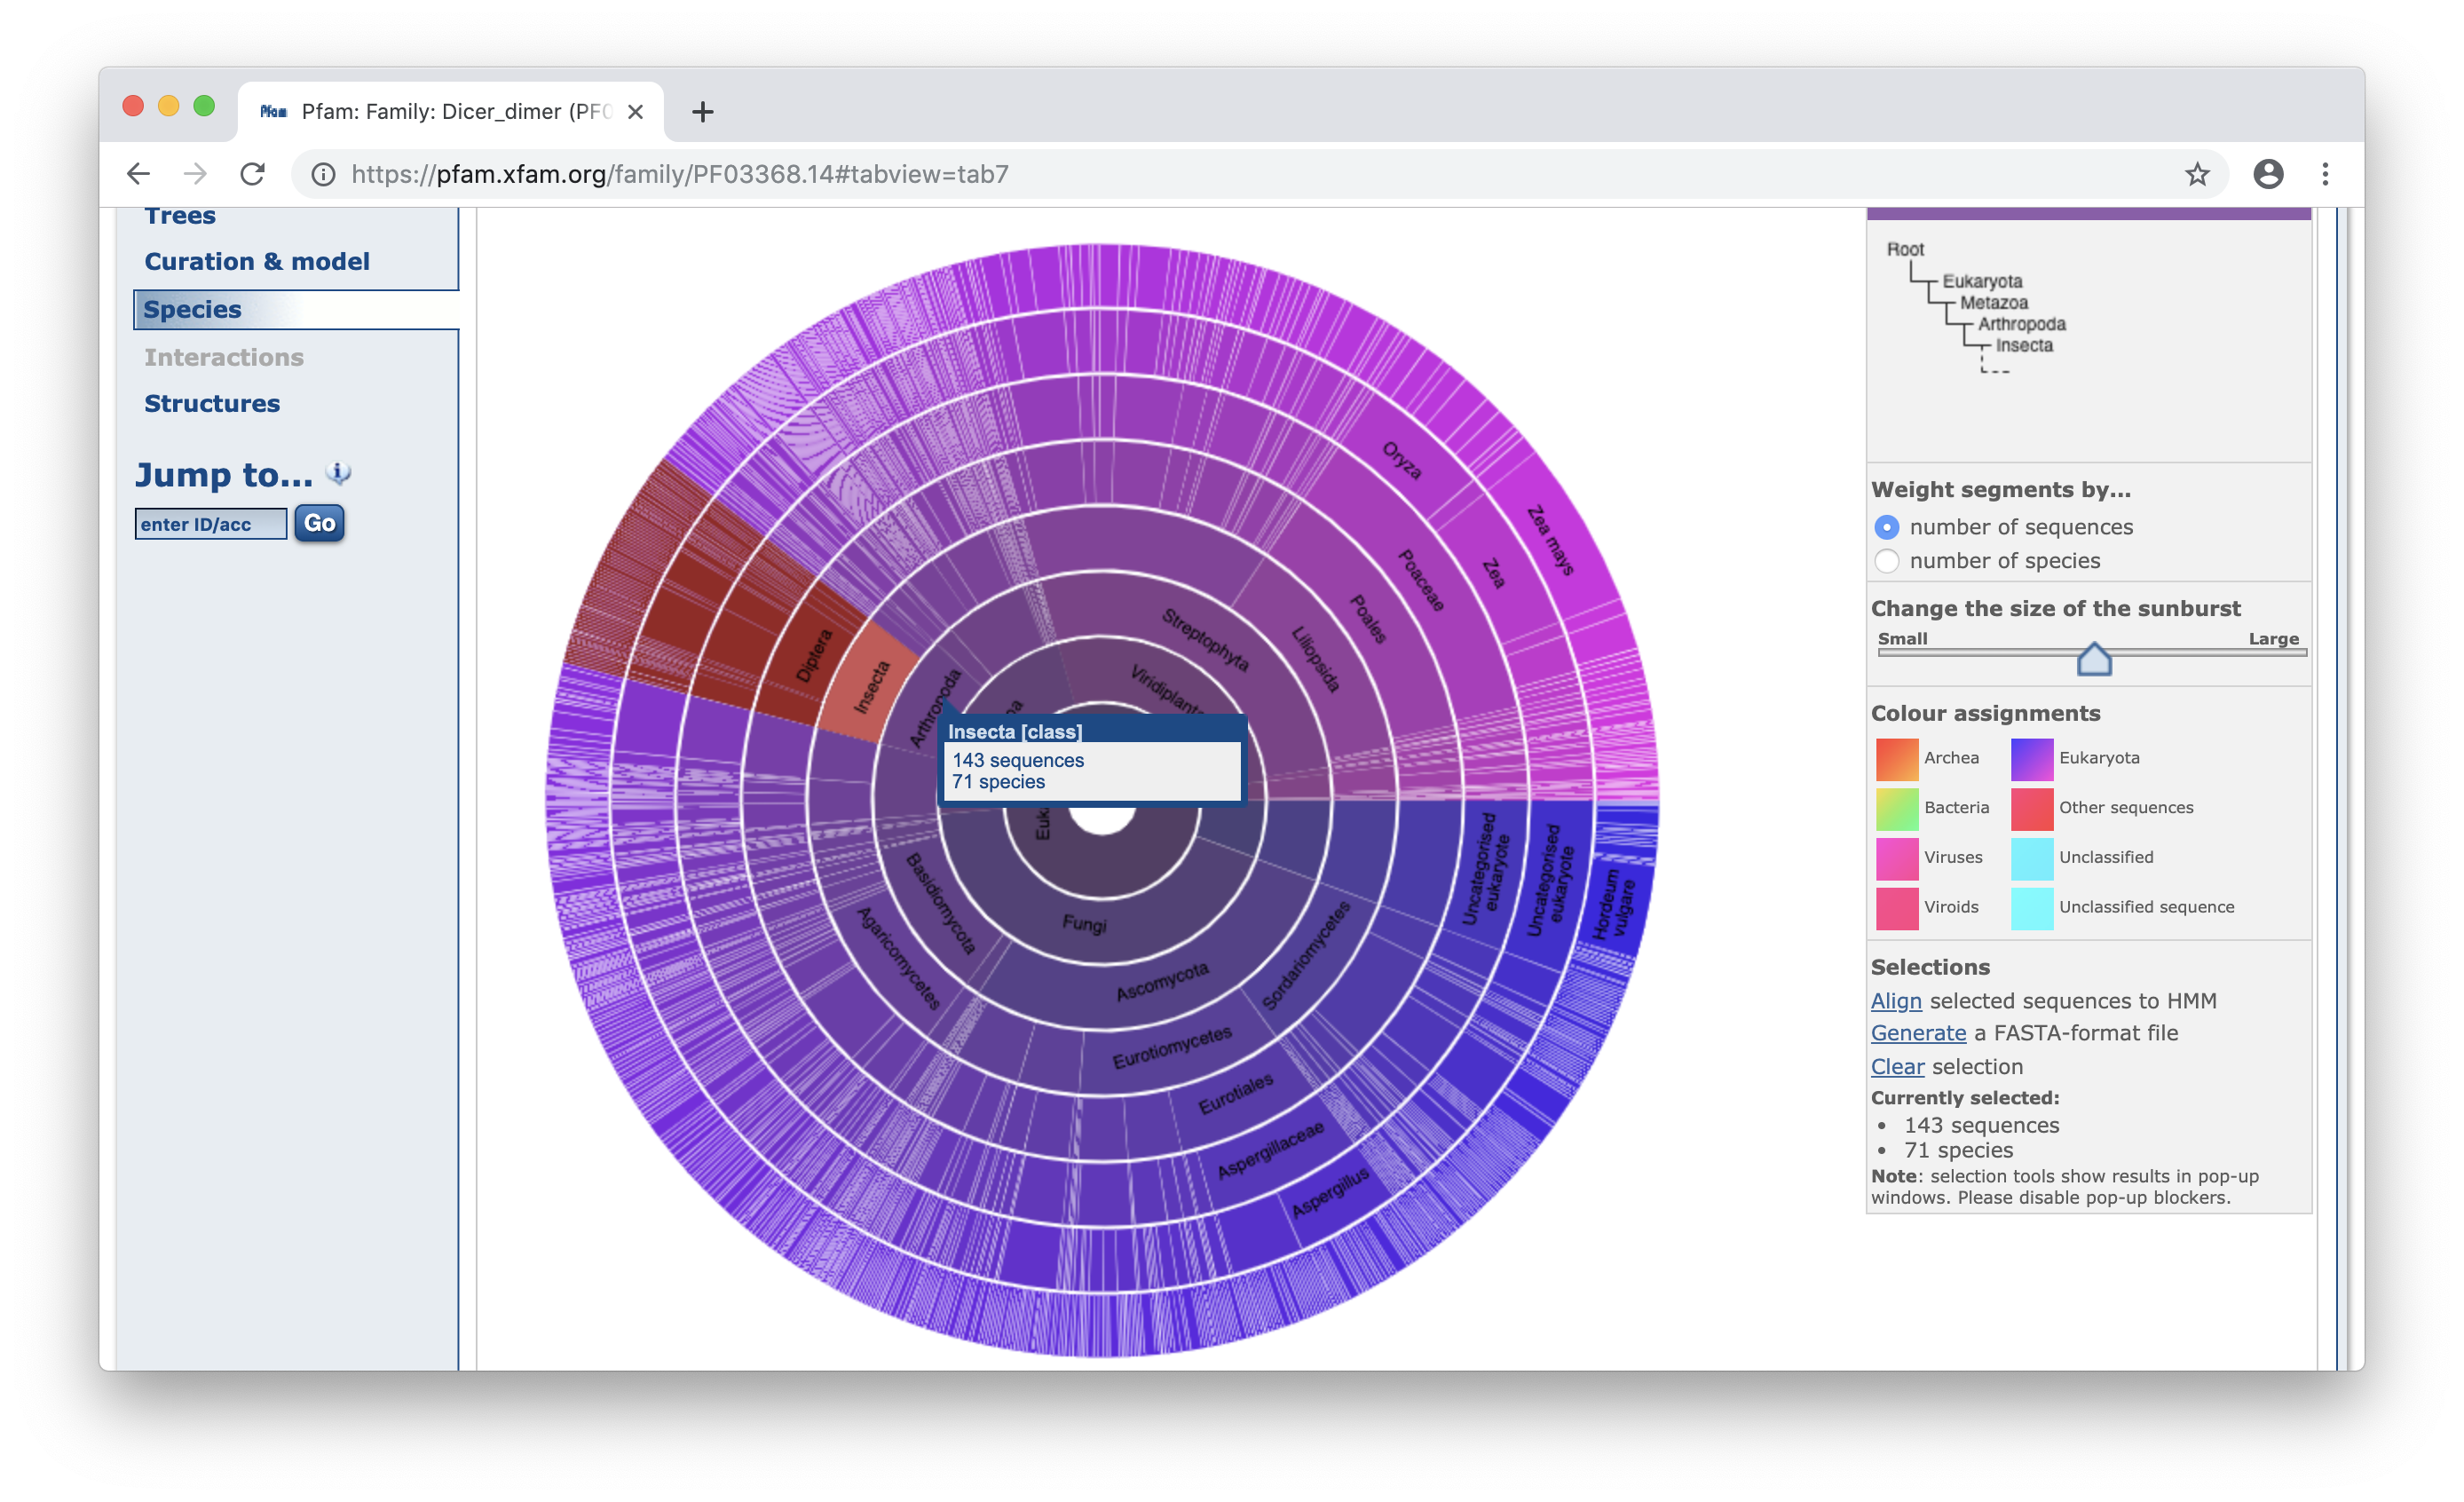 Pfam: Family: Dicer_dimer (PF0
https://pfam.xfam.org/family/PF03368.14#tabview=tab7
Trees
Curation & model
Species
Interactions
Structures
Jump to...
enter ID/acc
Go
Oryza
Zea mays
Zea
Poaceae
Poales
Liliopsida
Streptophyta
Diptera
Insecta
Arthropoda
Insecta [class]
143 sequences
71 species
Fungi
Basidiomycota
Agaricomycetes
Ascomycota
Sordariomycetes
Eurotiomycetes
Eurotiales
Aspergillaceae
Aspergillus
Uncategorised
eukaryote
Uncategorised
eukaryote
Hordeum
vulgare
Root
Eukaryota
Metazoa
Arthropoda
Insecta
Weight segments by...
number of sequences
number of species
Change the size of the sunburst
Small Large
Colour assignments
Archea Eukaryota
Bacteria Other sequences
Viruses Unclassified
Viroids Unclassified sequence
Selections
Align selected sequences to HMM
Generate a FASTA-format file
Clear selection
Currently selected:
• 143 sequences
• 71 species
Note: selection tools show results in pop-up
windows. Please disable pop-up blockers.